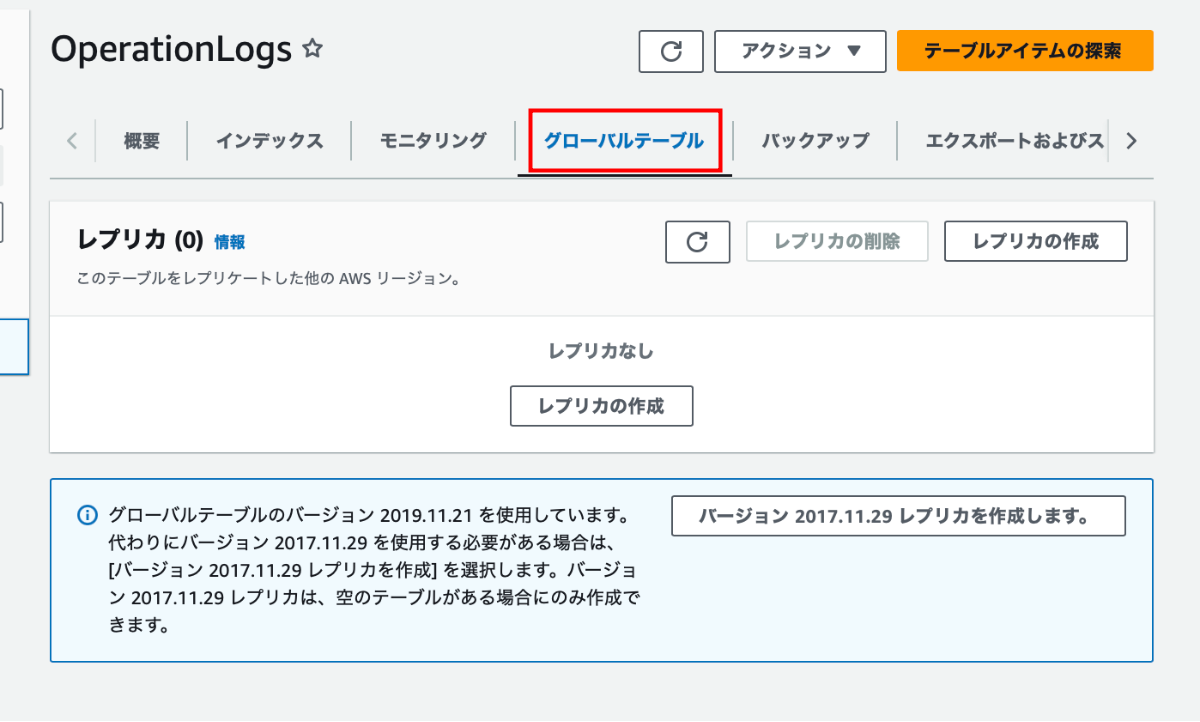 OperationLogs
アクション
テーブルアイテムの探索
概要
インデックス
モニタリング
グローバルテーブル
バックアップ
エクスポートおよびス
レプリカ (0) 情報
レプリカの削除
レプリカの作成
このテーブルをレプリケートした他の AWS リージョン。
レプリカなし
レプリカの作成
グローバルテーブルのバージョン 2019.11.21 を使用しています。
代わりにバージョン 2017.11.29 を使用する必要がある場合は、
[バージョン 2017.11.29 レプリカを作成] を選択します。バージョ
ン 2017.11.29 レプリカは、空のテーブルがある場合にのみ作成で
きます。
バージョン 2017.11.29 レプリカを作成します。